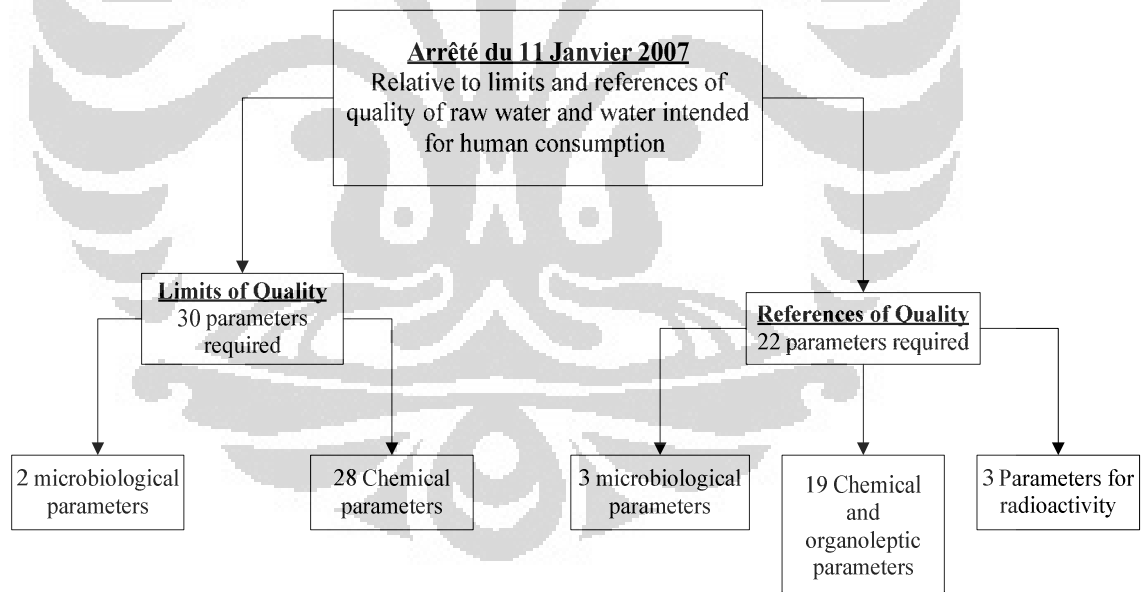 Arrêté du 11 Janvier 2007
Relative to limits and references of
quality of raw water and water intended
for human consumption
Limits of Quality
30 parameters
required
References of Quality
22 parameters required
2 microbiological
parameters
28 Chemical
parameters
3 microbiological
parameters
19 Chemical
and
organoleptic
parameters
3 Parameters for
radioactivity